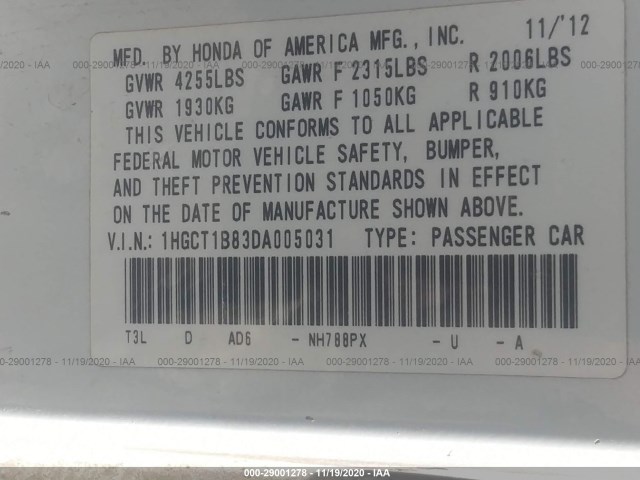 MFD. BY HONDA OF AMERICA MFG., INC. 11/'12
GVWR 4255LBS GAWR F 2315LBS R 2006LBS
GVWR 1930KG GAWR F 1050KG R 910KG
THIS VEHICLE CONFORMS TO ALL APPLICABLE
FEDERAL MOTOR VEHICLE SAFETY, BUMPER,
AND THEFT PREVENTION STANDARDS IN EFFECT
ON THE DATE OF MANUFACTURE SHOWN ABOVE.
V.I.N.: 1HGCT1B83DA005031 TYPE: PASSENGER CAR
T3L D AD6 - NH788PX - U - A
000-29001278 - 11/19/2020 - IAA